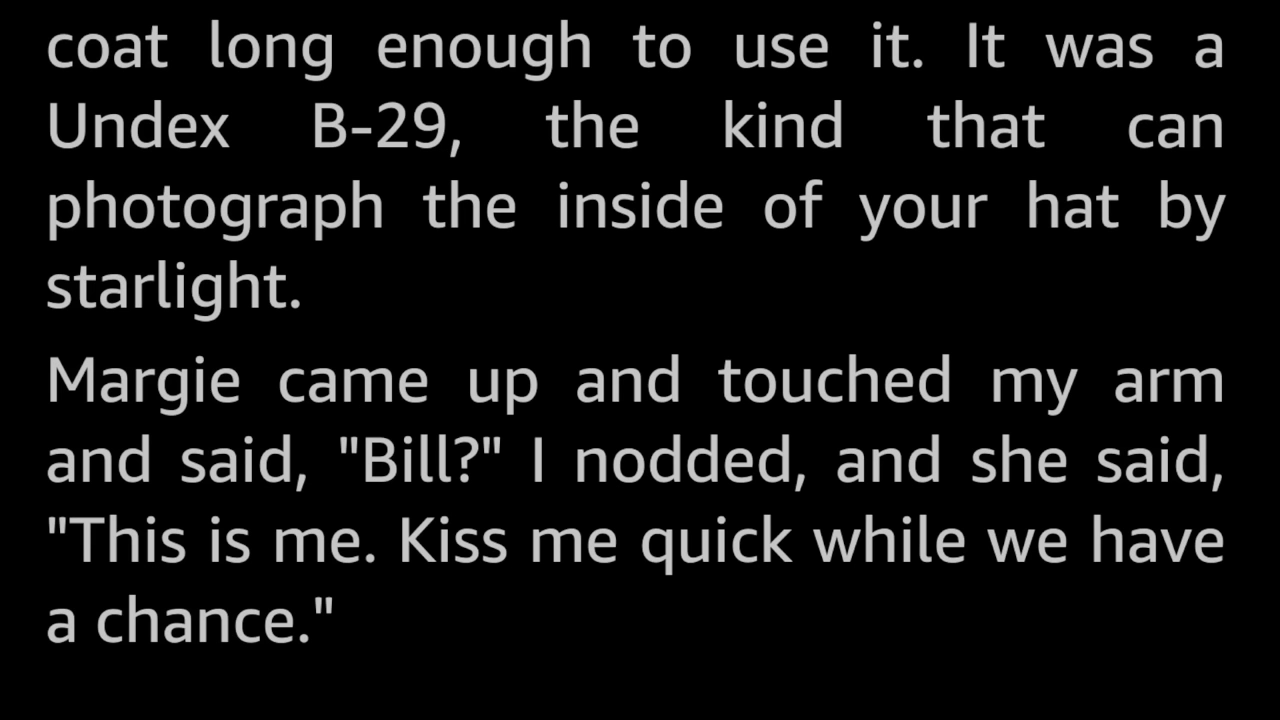 coat long enough to use it. It was a
Undex B-29, the kind that can
photograph the inside of your hat by
starlight.
Margie came up and touched my arm
and said, "Bill?" I nodded, and she said,
"This is me. Kiss me quick while we have
a chance."